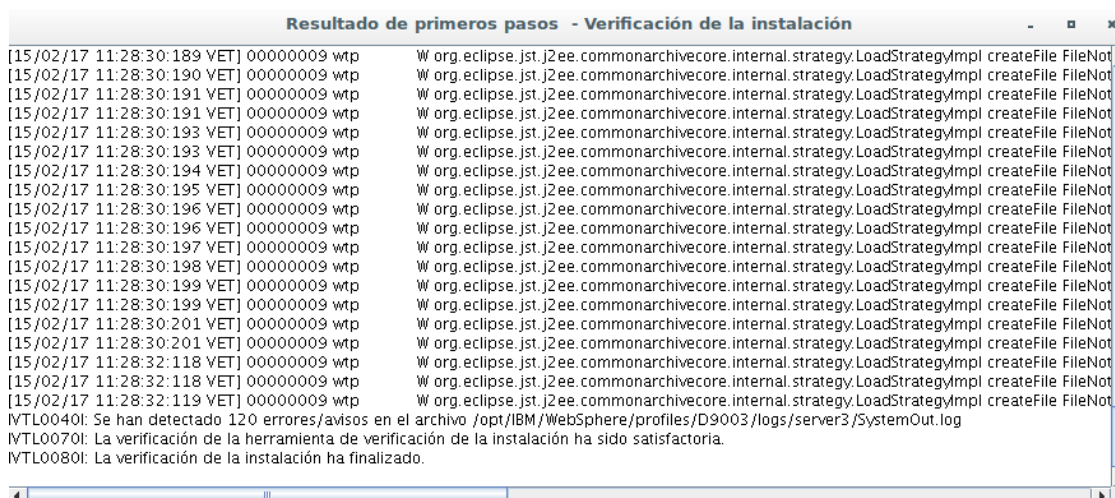 Resultado de primeros pasos - Verificación de la instalación
[15/02/17 11:28:30:189 VET] 00000009 wtp W org.eclipse.jst.j2ee.commonarchivecore.internal.strategy.LoadStrategyImpl createFile FileNot
[15/02/17 11:28:30:190 VET] 00000009 wtp W org.eclipse.jst.j2ee.commonarchivecore.internal.strategy.LoadStrategyImpl createFile FileNot
[15/02/17 11:28:30:191 VET] 00000009 wtp W org.eclipse.jst.j2ee.commonarchivecore.internal.strategy.LoadStrategyImpl createFile FileNot
[15/02/17 11:28:30:191 VET] 00000009 wtp W org.eclipse.jst.j2ee.commonarchivecore.internal.strategy.LoadStrategyImpl createFile FileNot
[15/02/17 11:28:30:193 VET] 00000009 wtp W org.eclipse.jst.j2ee.commonarchivecore.internal.strategy.LoadStrategyImpl createFile FileNot
[15/02/17 11:28:30:193 VET] 00000009 wtp W org.eclipse.jst.j2ee.commonarchivecore.internal.strategy.LoadStrategyImpl createFile FileNot
[15/02/17 11:28:30:194 VET] 00000009 wtp W org.eclipse.jst.j2ee.commonarchivecore.internal.strategy.LoadStrategyImpl createFile FileNot
[15/02/17 11:28:30:195 VET] 00000009 wtp W org.eclipse.jst.j2ee.commonarchivecore.internal.strategy.LoadStrategyImpl createFile FileNot
[15/02/17 11:28:30:196 VET] 00000009 wtp W org.eclipse.jst.j2ee.commonarchivecore.internal.strategy.LoadStrategyImpl createFile FileNot
[15/02/17 11:28:30:196 VET] 00000009 wtp W org.eclipse.jst.j2ee.commonarchivecore.internal.strategy.LoadStrategyImpl createFile FileNot
[15/02/17 11:28:30:197 VET] 00000009 wtp W org.eclipse.jst.j2ee.commonarchivecore.internal.strategy.LoadStrategyImpl createFile FileNot
[15/02/17 11:28:30:198 VET] 00000009 wtp W org.eclipse.jst.j2ee.commonarchivecore.internal.strategy.LoadStrategyImpl createFile FileNot
[15/02/17 11:28:30:199 VET] 00000009 wtp W org.eclipse.jst.j2ee.commonarchivecore.internal.strategy.LoadStrategyImpl createFile FileNot
[15/02/17 11:28:30:199 VET] 00000009 wtp W org.eclipse.jst.j2ee.commonarchivecore.internal.strategy.LoadStrategyImpl createFile FileNot
[15/02/17 11:28:30:201 VET] 00000009 wtp W org.eclipse.jst.j2ee.commonarchivecore.internal.strategy.LoadStrategyImpl createFile FileNot
[15/02/17 11:28:30:201 VET] 00000009 wtp W org.eclipse.jst.j2ee.commonarchivecore.internal.strategy.LoadStrategyImpl createFile FileNot
[15/02/17 11:28:32:118 VET] 00000009 wtp W org.eclipse.jst.j2ee.commonarchivecore.internal.strategy.LoadStrategyImpl createFile FileNot
[15/02/17 11:28:32:118 VET] 00000009 wtp W org.eclipse.jst.j2ee.commonarchivecore.internal.strategy.LoadStrategyImpl createFile FileNot
[15/02/17 11:28:32:119 VET] 00000009 wtp W org.eclipse.jst.j2ee.commonarchivecore.internal.strategy.LoadStrategyImpl createFile FileNot
IVTL0040I: Se han detectado 120 errores/avisos en el archivo /opt/IBM/WebSphere/profiles/D9003/logs/server3/SystemOut.log
IVTL0070I: La verificación de la herramienta de verificación de la instalación ha sido satisfactoria.
IVTL0080I: La verificación de la instalación ha finalizado.